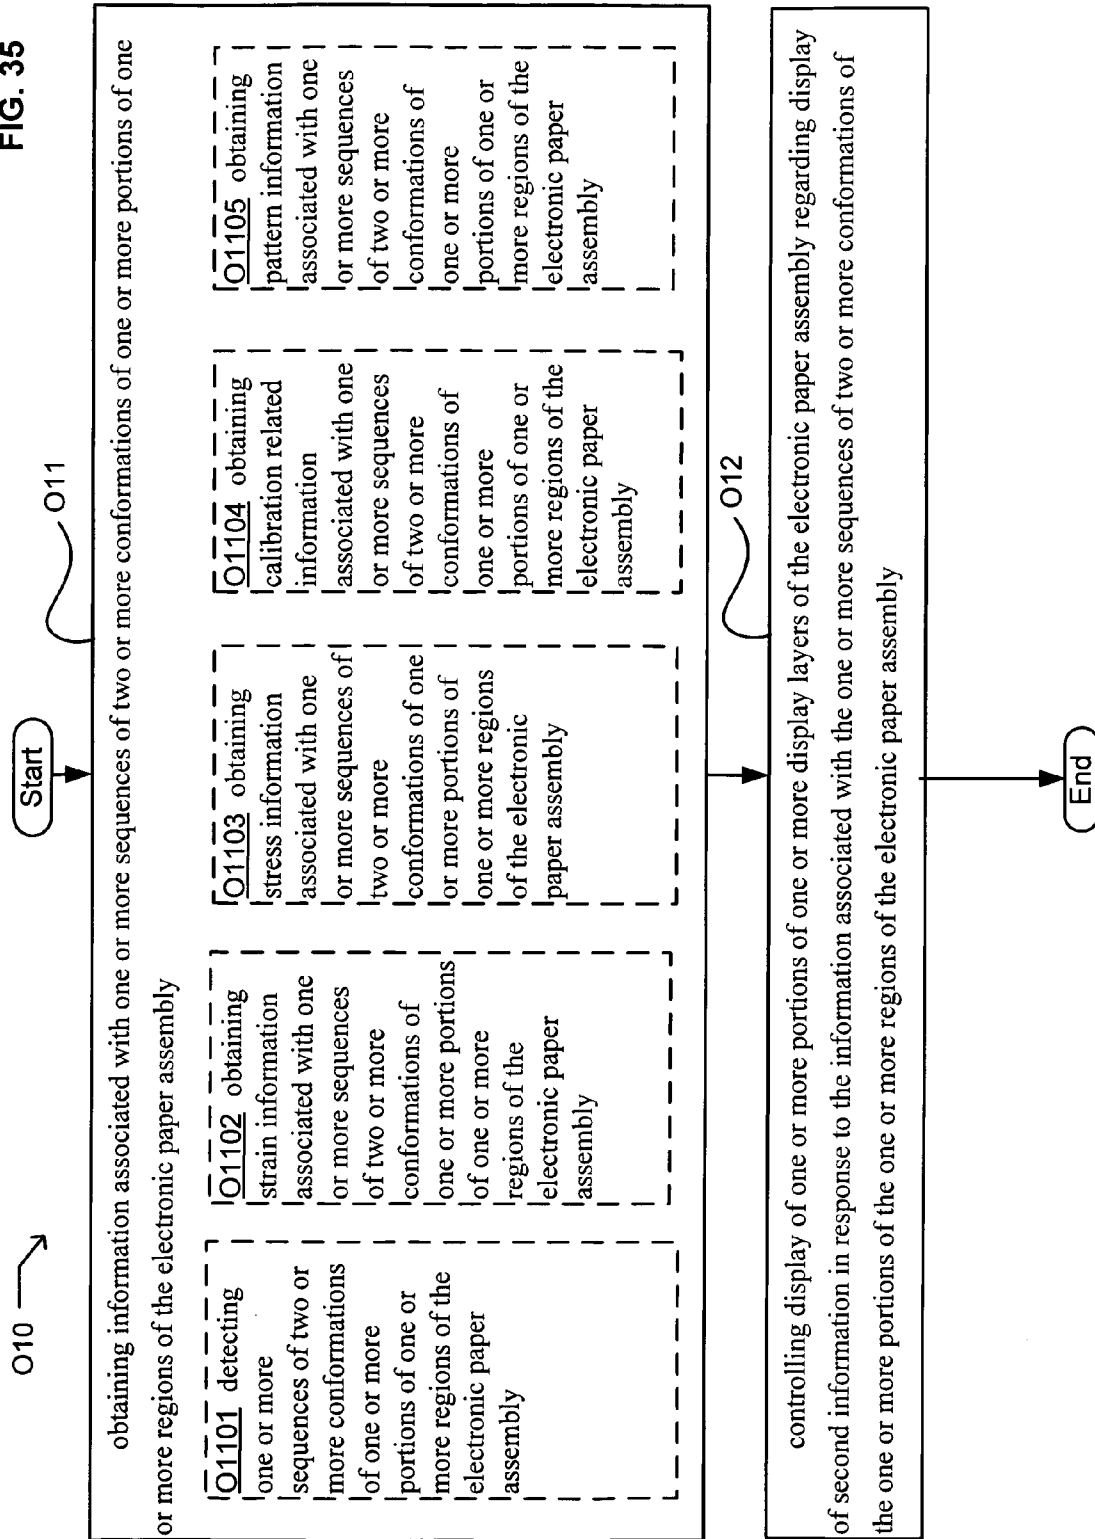 FIG. 35
O10
Start
O11
obtaining information associated with one or more sequences of two or more conformations of one or more portions of one
or more regions of the electronic paper assembly
O1101 detecting
one or more
sequences of two or
more conformations
of one or more
portions of one or
more regions of the
electronic paper
assembly
O1102 obtaining
strain information
associated with one
or more sequences
of two or more
conformations of
one or more portions
of one or more
regions of the
electronic paper
assembly
O1103 obtaining
stress information
associated with one
or more sequences of
two or more
conformations of one
or more portions of
one or more regions
of the electronic
paper assembly
O1104 obtaining
calibration related
information
associated with one
or more sequences
of two or more
conformations of
one or more
portions of one or
more regions of the
electronic paper
assembly
O1105 obtaining
pattern information
associated with one
or more sequences
of two or more
conformations of
one or more
portions of one or
more regions of the
electronic paper
assembly
O12
controlling display of one or more portions of one or more display layers of the electronic paper assembly regarding display
of second information in response to the information associated with the one or more sequences of two or more conformations of
the one or more portions of the one or more regions of the electronic paper assembly
End